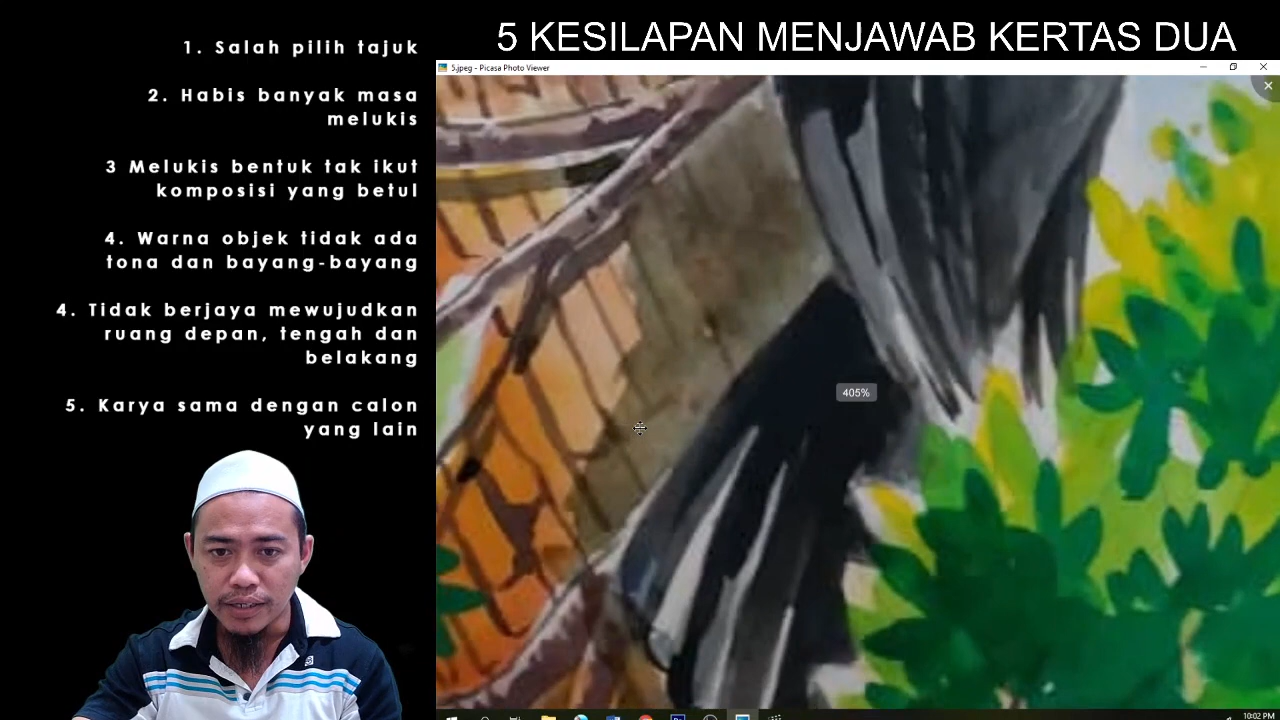 5 KESILAPAN MENJAWAB KERTAS DUA
1. Salah pilih tajuk
2. Habis banyak masa
melukis
3 Melukis bentuk tak ikut
komposisi yang betul
4. Warna objek tidak ada
tona dan bayang-bayang
4. Tidak berjaya mewujudkan
ruang depan, tengah dan
belakang
5. Karya sama dengan calon
yang lain
5.jpeg - Picasa Photo Viewer
405%
10:02 PM